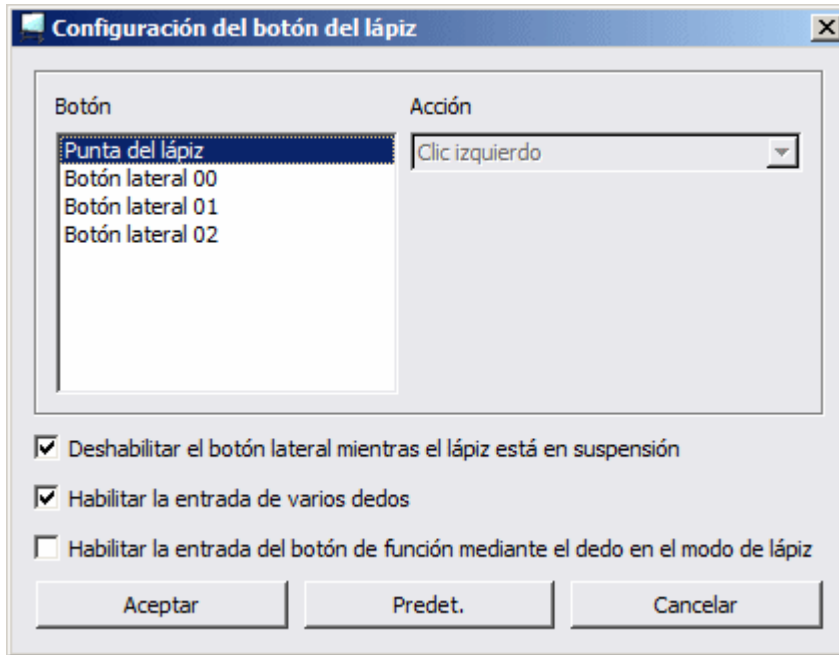 Configuración del botón del lápiz
Botón
Acción
Punta del lápiz
Clic izquierdo
Botón lateral 00
Botón lateral 01
Botón lateral 02
Deshabilitar el botón lateral mientras el lápiz está en suspensión
Habilitar la entrada de varios dedos
Habilitar la entrada del botón de función mediante el dedo en el modo de lápiz
Aceptar
Predet.
Cancelar